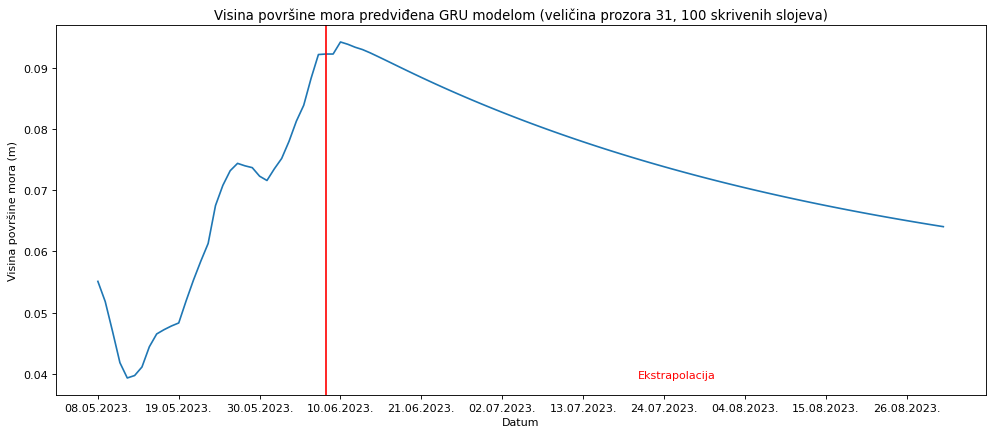 Visina površine mora predviđena GRU modelom (veličina prozora 31, 100 skrivenih slojeva)
Visina površine mora (m)
0.09
0.08
0.07
0.06
0.05
0.04
Ekstrapolacija
08.05.2023. 19.05.2023. 30.05.2023. 10.06.2023. 21.06.2023. 02.07.2023. 13.07.2023. 24.07.2023. 04.08.2023. 15.08.2023. 26.08.2023.
Datum